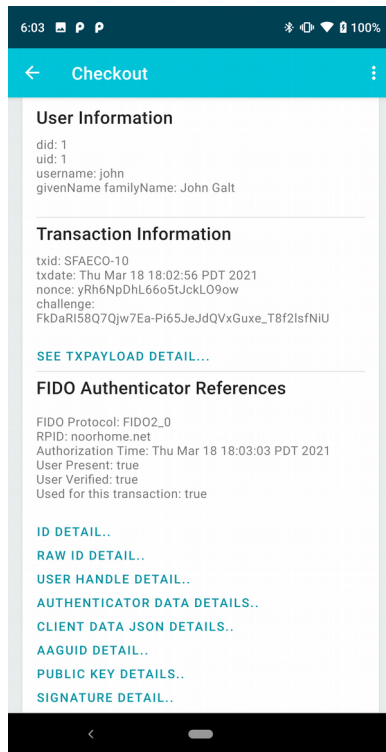 6:03 100%
Checkout
User Information
did: 1
uid: 1
username: john
givenName familyName: John Galt
Transaction Information
txid: SFAECO-10
txdate: Thu Mar 18 18:02:56 PDT 2021
nonce: yRh6NpDhL66o5tJckLO9ow
challenge:
FkDaRI58Q7Qjw7Ea-Pi65JeJdQVxGuxe_T8f2IsfNiU
SEE TXPAYLOAD DETAIL...
FIDO Authenticator References
FIDO Protocol: FIDO2_0
RPID: noorhome.net
Authorization Time: Thu Mar 18 18:03:03 PDT 2021
User Present: true
User Verified: true
Used for this transaction: true
ID DETAIL..
RAW ID DETAIL..
USER HANDLE DETAIL..
AUTHENTICATOR DATA DETAILS..
CLIENT DATA JSON DETAILS..
AAGUID DETAIL..
PUBLIC KEY DETAILS..
SIGNATURE DETAIL..